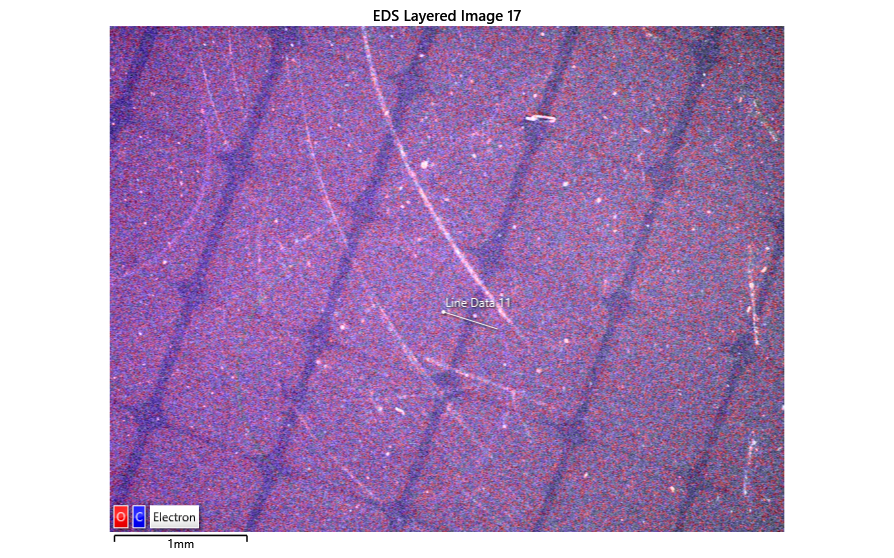 EDS Layered Image 17
Line Data 11
O C Electron
1mm